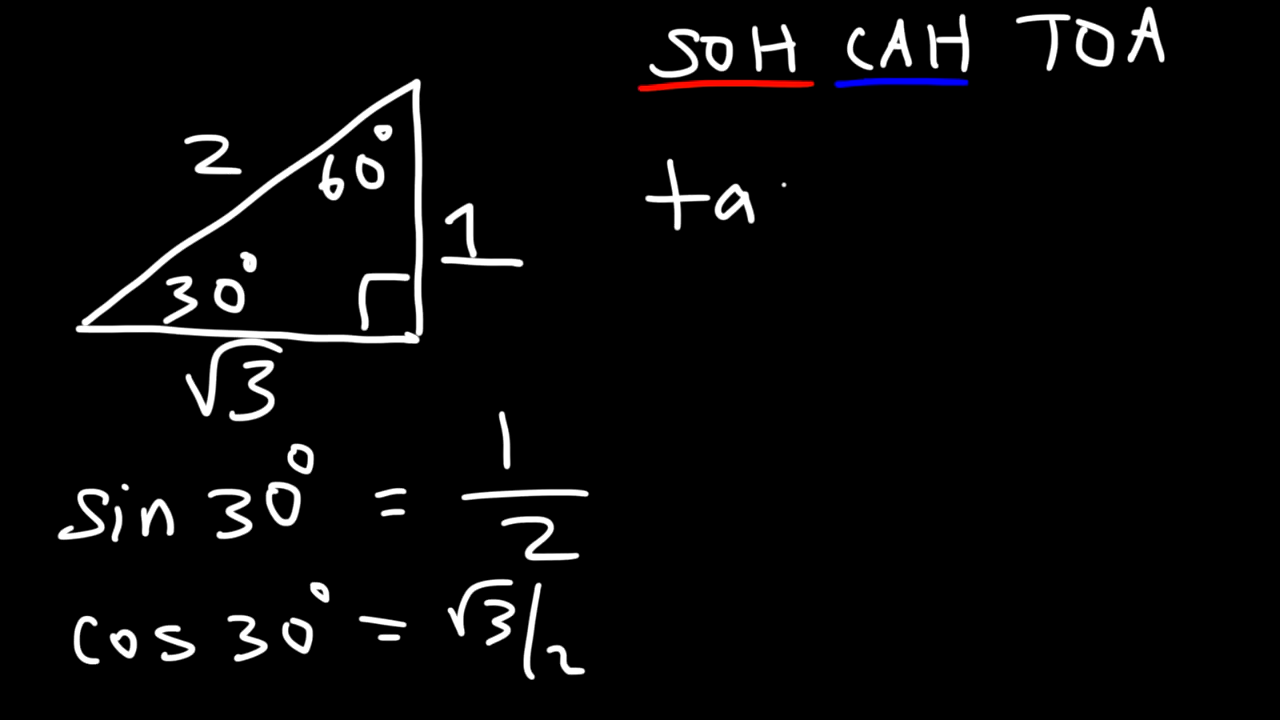 SOH CAH TOA
2
60°
1
30°
√3
ta
sin 30° = 1/2
cos 30° = √3/2